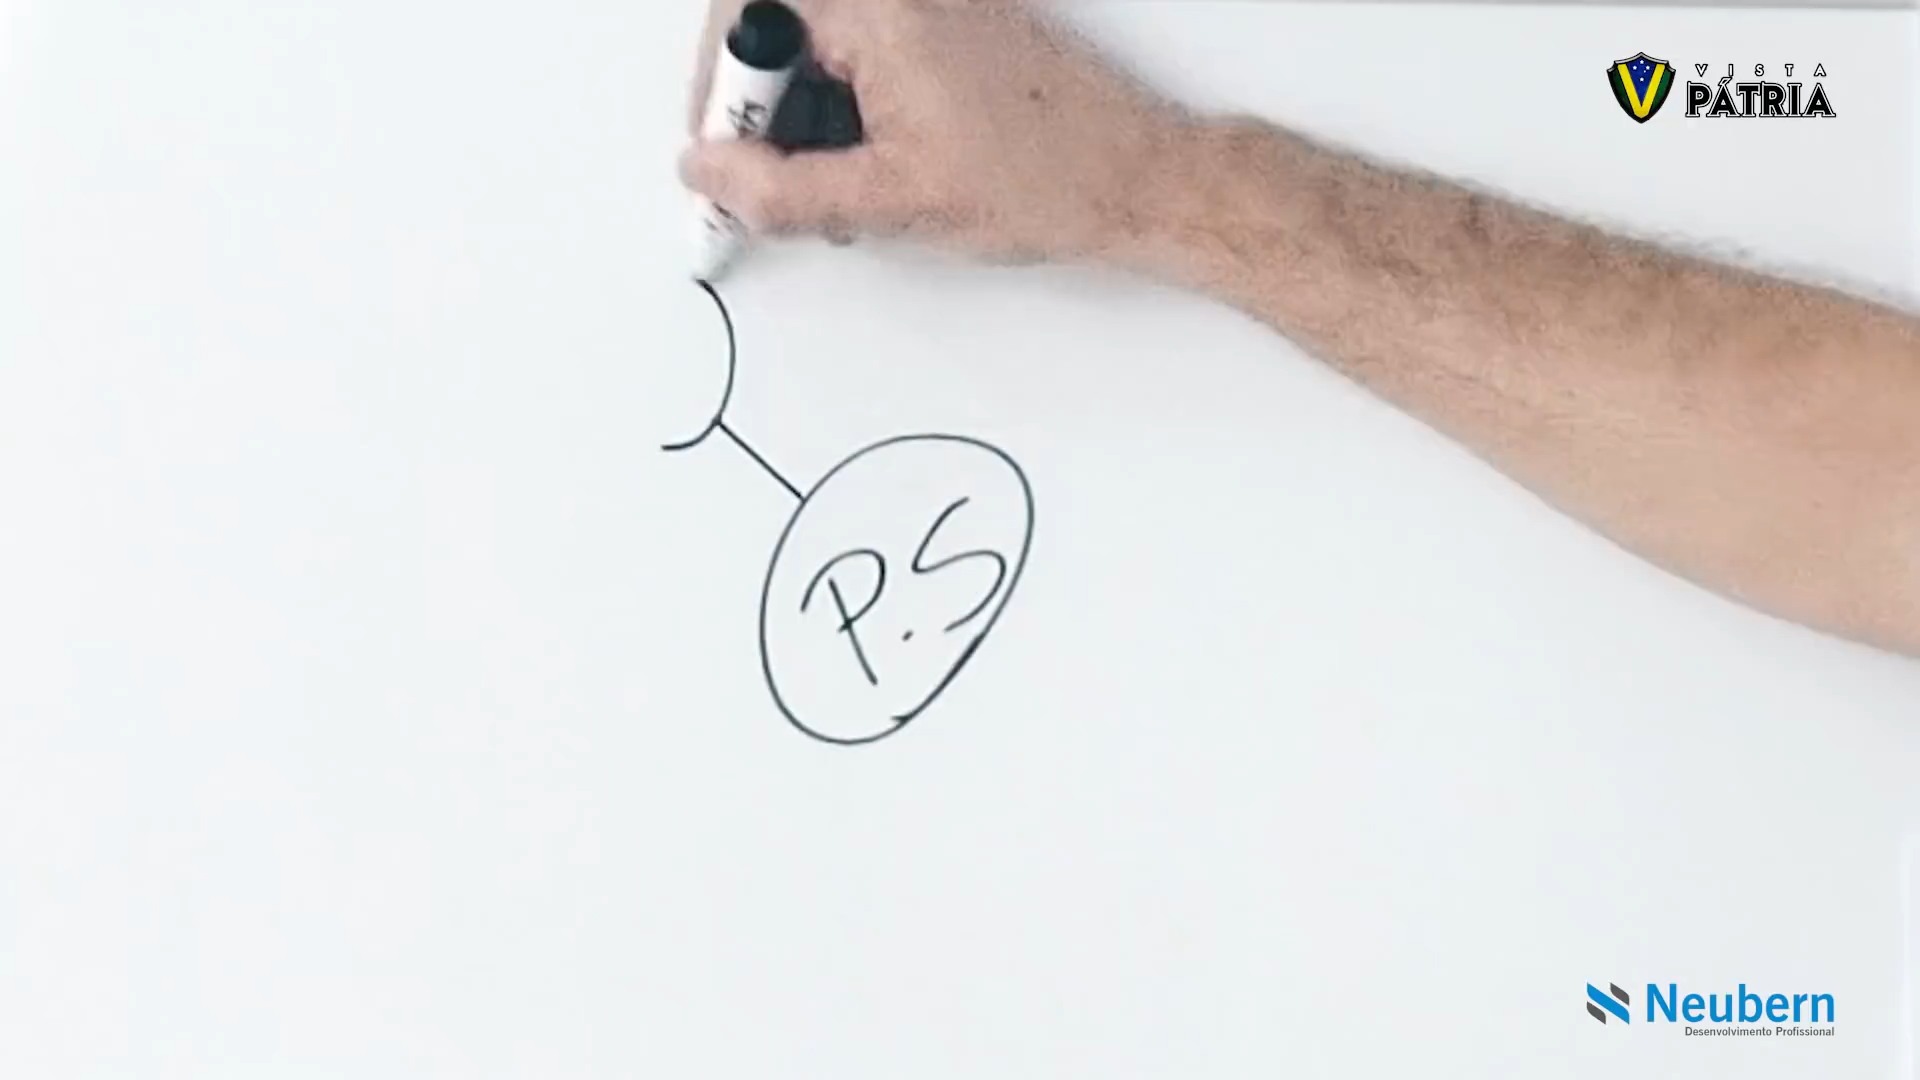 VISTA
PÁTRIA
P.S
Neubern
Desenvolvimento Profissional